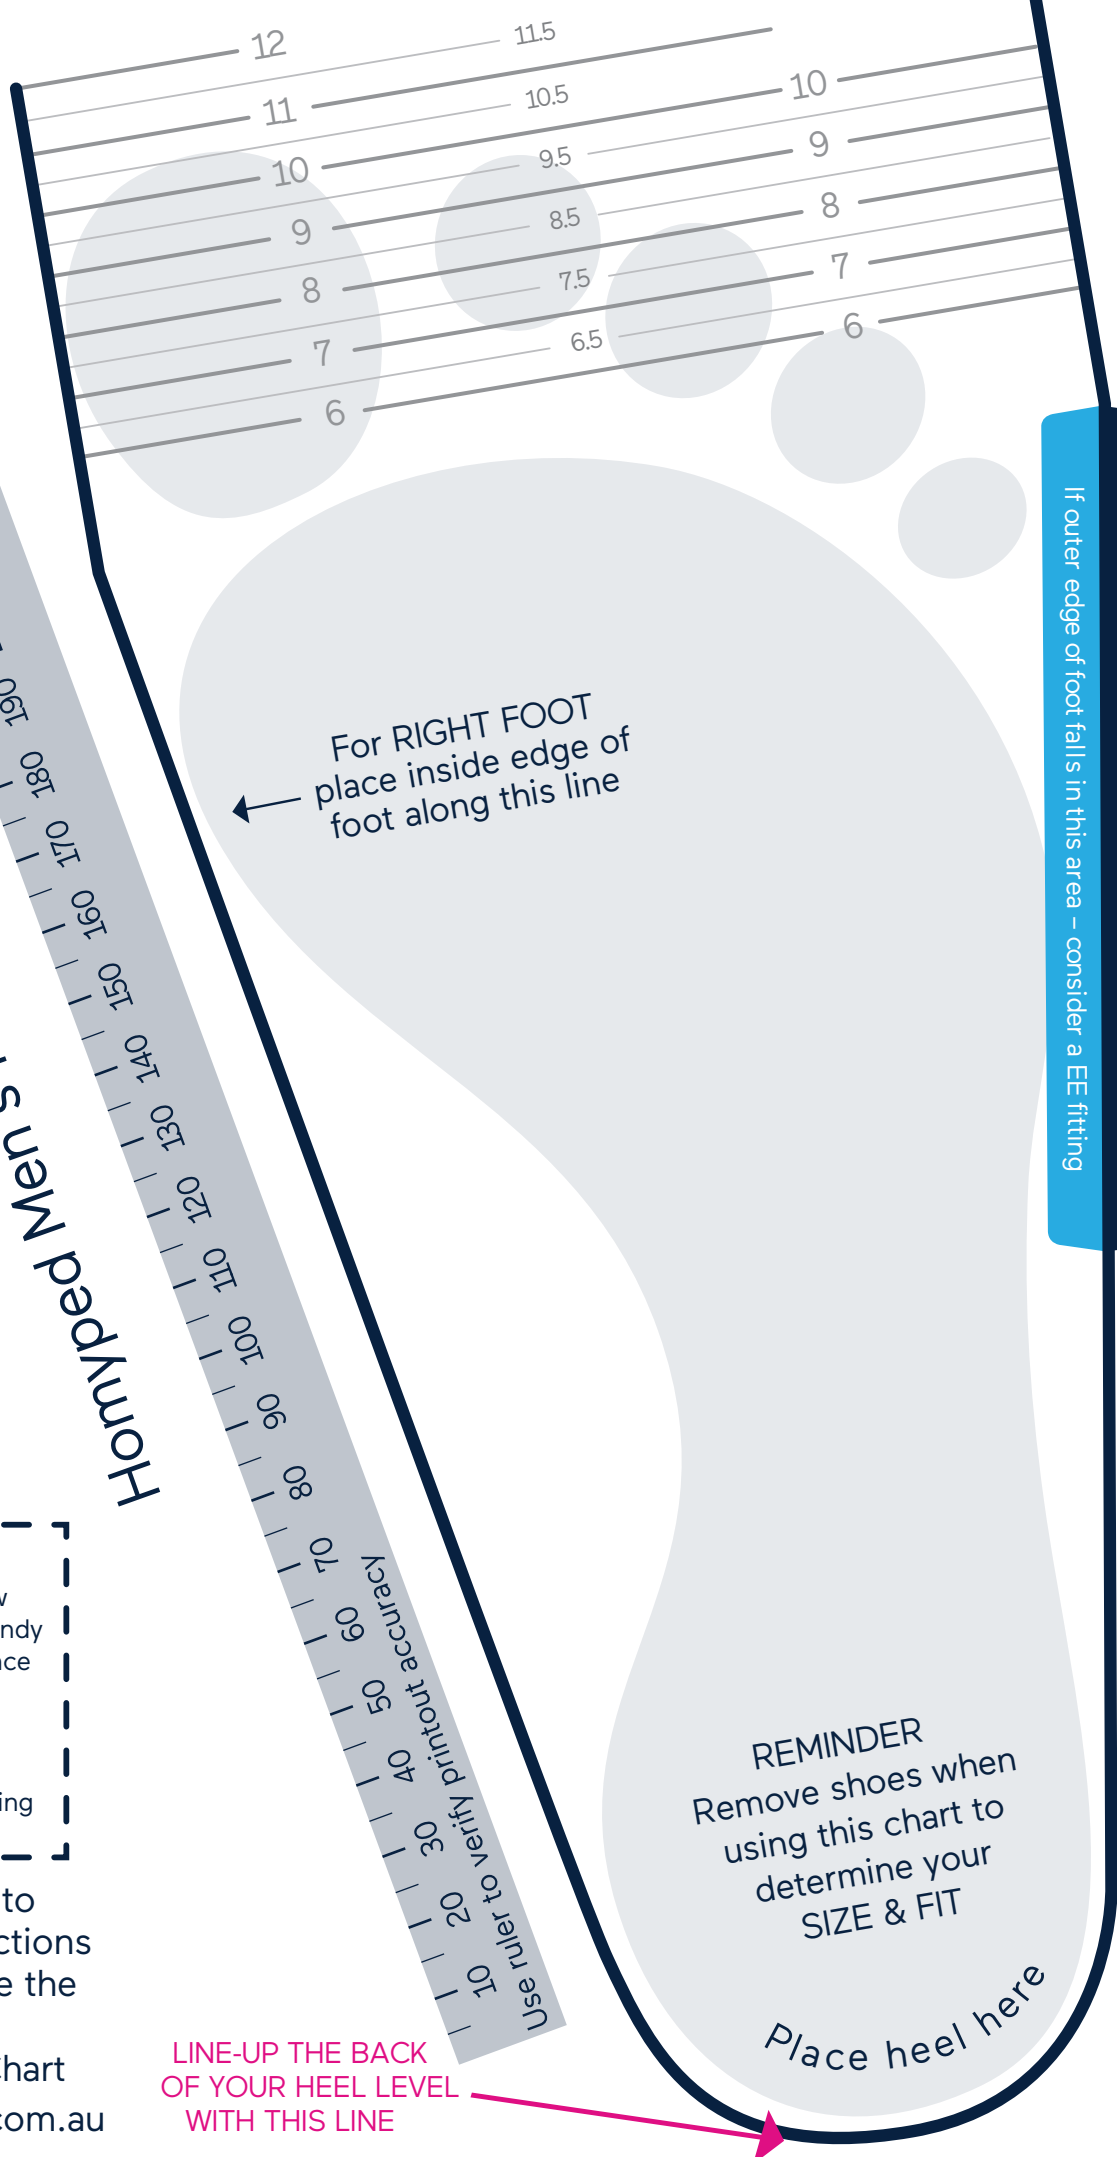 12
11.5
11
10.5
10
10
9.5
9
9
8.5
8
8
7.5
7
7
6.5
6
6
If outer edge of foot falls in this area – consider a EE fitting
For RIGHT FOOT
place inside edge of
foot along this line
190
180
170
160
150
140
130
120
110
100
90
80
70
60
50
40
30
20
10
Use ruler to verify printout accuracy
Homyped Men's
REMINDER
Remove shoes when
using this chart to
determine your
SIZE & FIT
Place heel here
LINE-UP THE BACK
OF YOUR HEEL LEVEL
WITH THIS LINE
to
e the
.com.au